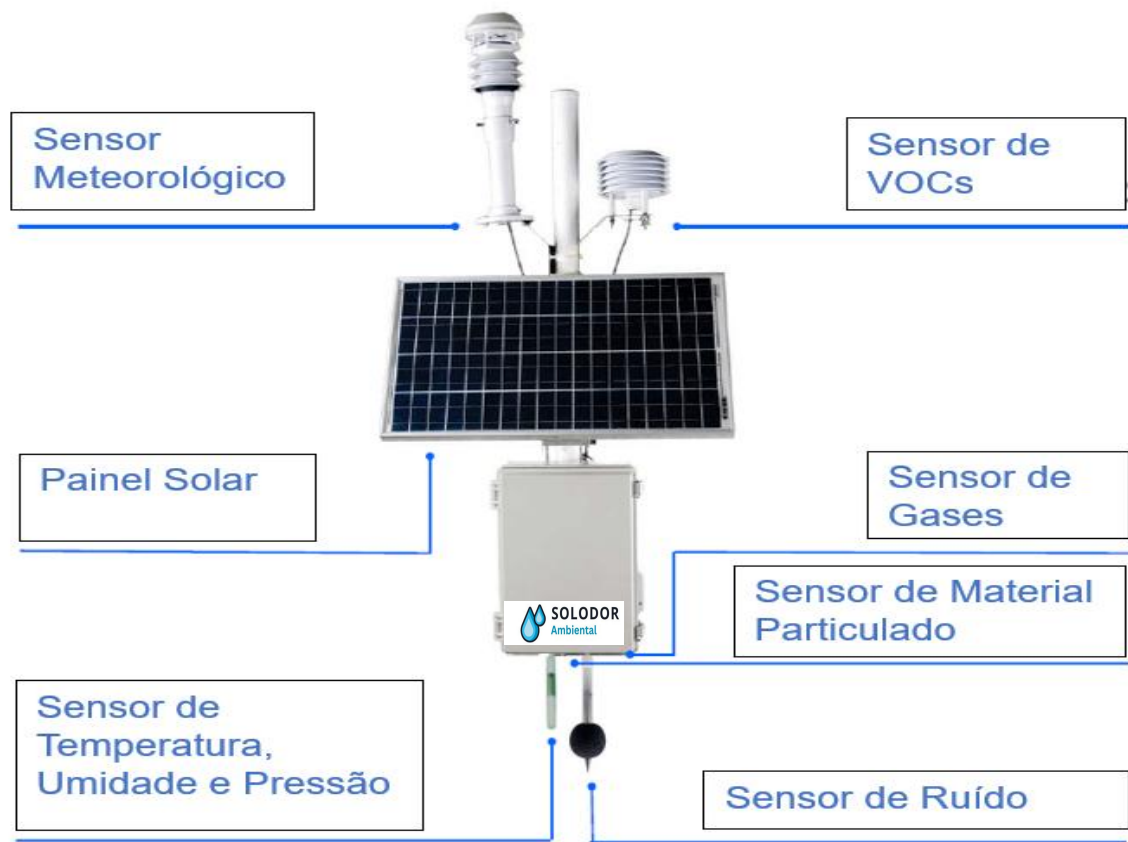 Sensor
Meteorológico
Sensor de
VOCs
Painel Solar
Sensor de
Gases
Sensor de Material
Particulado
SOLODOR
Ambiental
Sensor de
Temperatura,
Umidade e Pressão
Sensor de Ruído